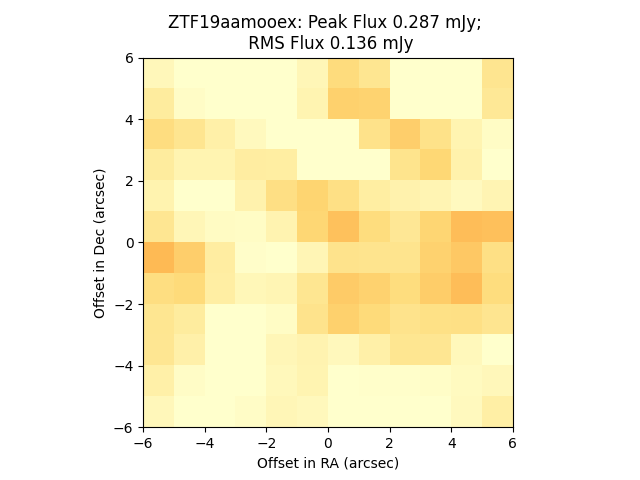 ZTF19aamooex: Peak Flux 0.287 mJy;
RMS Flux 0.136 mJy
6
4
2
0
−2
−4
−6
Offset in Dec (arcsec)
−6 −4 −2 0 2 4 6
Offset in RA (arcsec)